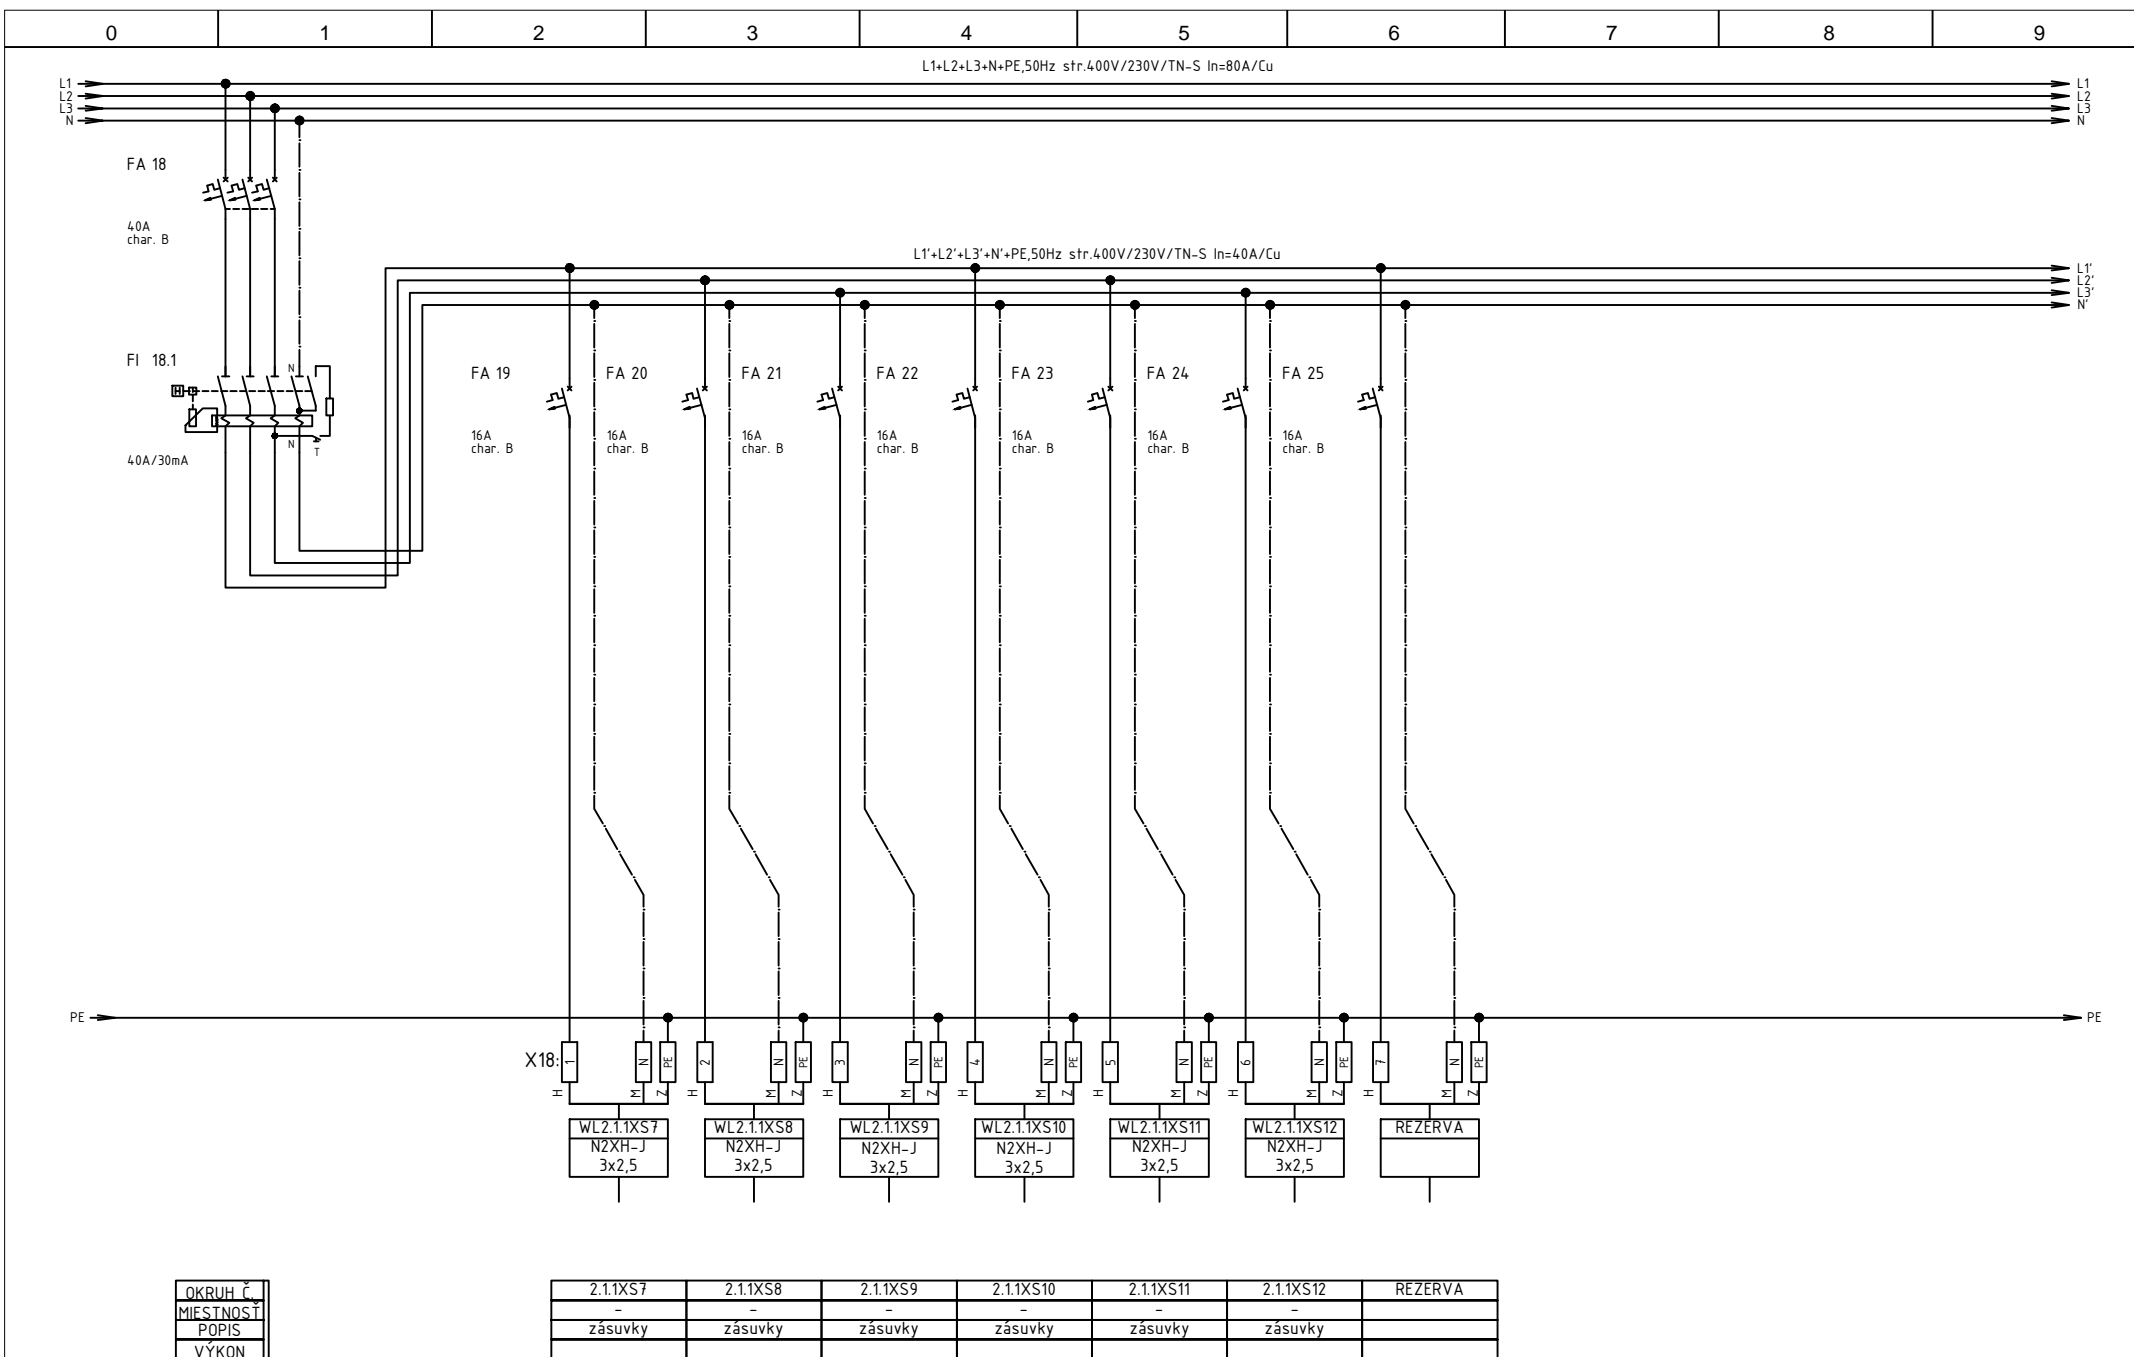 0 1 2 3 4 5 6 7 8 9
L1+L2+L3+N+PE,50Hz str.400V/230V/TN-S In=80A/Cu
L1 L1
L2 L2
L3 L3
N N
FA 18
40A
char. B
L1'+L2'+L3'+N'+PE,50Hz str.400V/230V/TN-S In=40A/Cu
L1'
L2'
L3'
N'
FI 18.1
N
H
N
T
40A/30mA
FA 19 FA 20 FA 21 FA 22 FA 23 FA 24 FA 25
16A 16A 16A 16A 16A 16A 16A
char. B char. B char. B char. B char. B char. B char. B
PE PE
X18: 1 N PE 2 N PE 3 N PE 4 N PE 5 N PE 6 N PE 7 N PE
H M Z H M Z H M Z H M Z H M Z H M Z H M Z
WL2.1.1XS7 WL2.1.1XS8 WL2.1.1XS9 WL2.1.1XS10 WL2.1.1XS11 WL2.1.1XS12 REZERVA
N2XH-J N2XH-J N2XH-J N2XH-J N2XH-J N2XH-J
3x2,5 3x2,5 3x2,5 3x2,5 3x2,5 3x2,5
OKRUH Č. 2.1.1XS7 2.1.1XS8 2.1.1XS9 2.1.1XS10 2.1.1XS11 2.1.1XS12 REZERVA
MIESTNOSŤ - - - - - -
POPIS zásuvky zásuvky zásuvky zásuvky zásuvky zásuvky
VÝKON